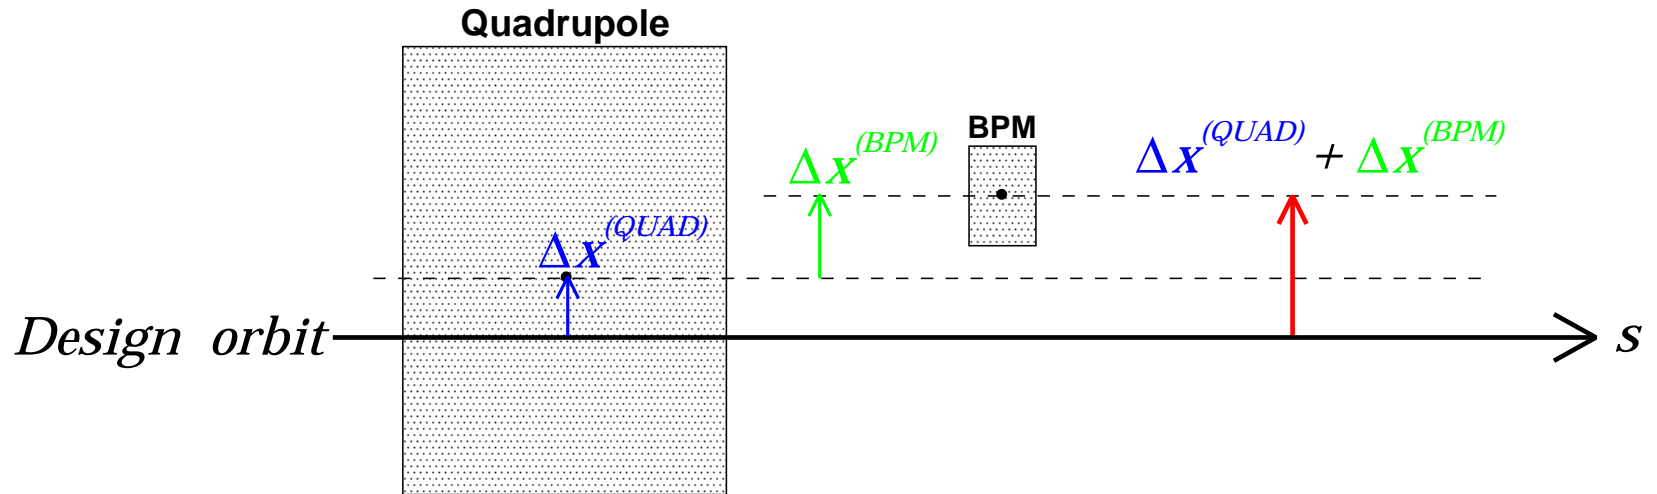 Quadrupole
BPM
Δx^(BPM)
Δx^(QUAD) + Δx^(BPM)
Δx^(QUAD)
Design orbit
s